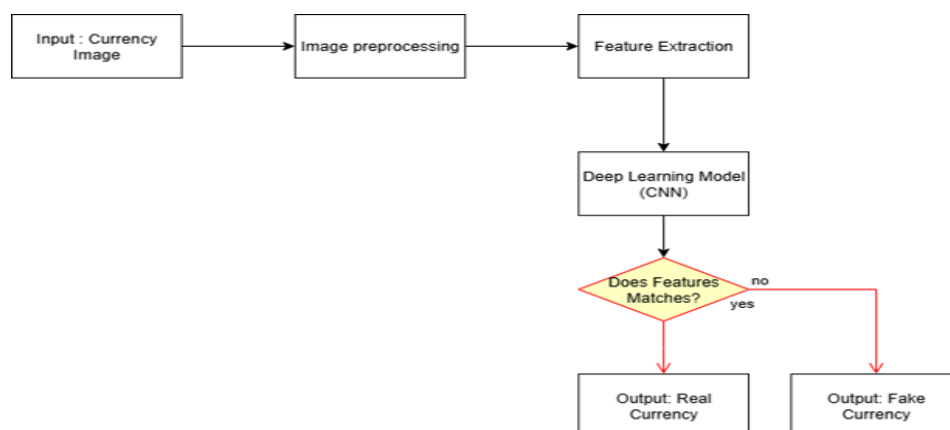 Input : Currency
Image
Image preprocessing
Feature Extraction
Deep Learning Model
(CNN)
Does Features
Matches?
no
yes
Output: Real
Currency
Output: Fake
Currency